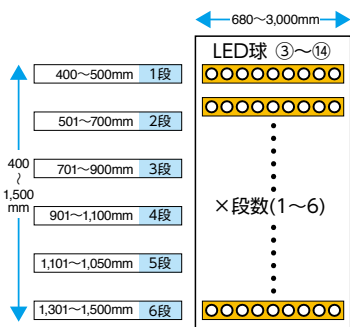 680～3,000mm
LED球 ③～⑭
400～500mm 1段
501～700mm 2段
701～900mm 3段
901～1,100mm 4段
1,101～1,050mm 5段
1,301～1,500mm 6段
400
～
1,500
mm
×段数(1～6)